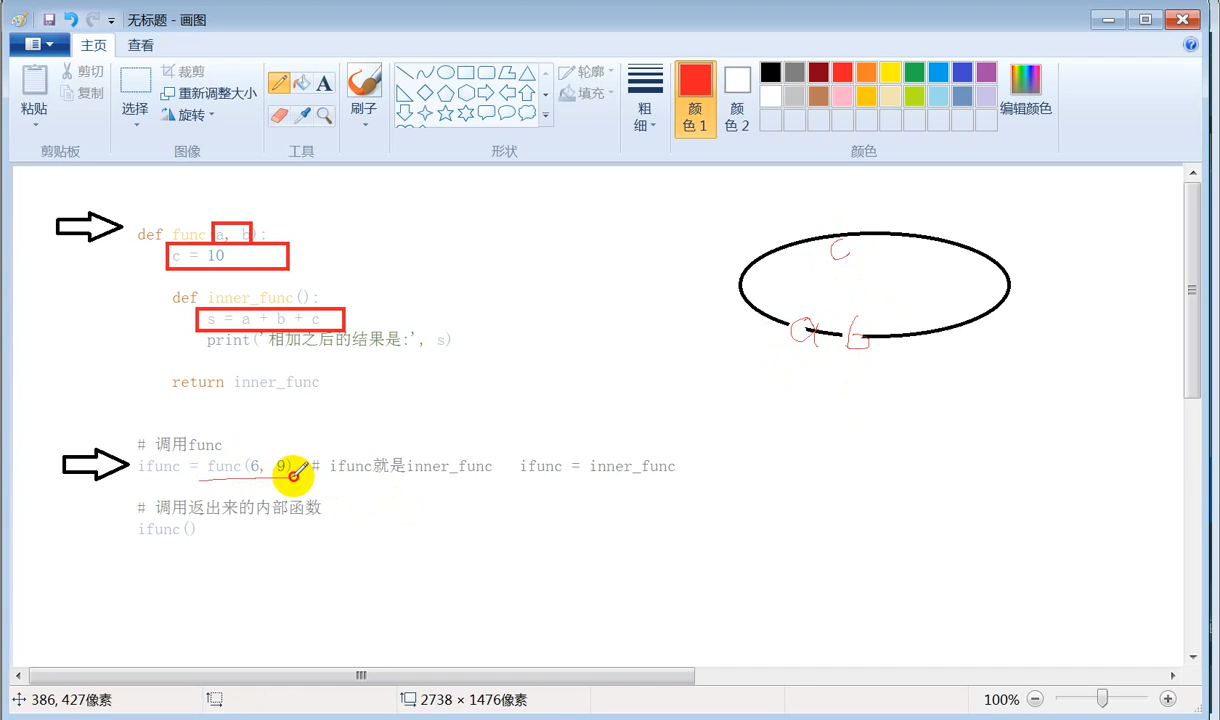 无标题 - 画图
主页 查看
粘贴
剪切
复制
剪贴板
选择
裁剪
重新调整大小
旋转
图像
A
工具
刷子
形状
轮廓
填充
粗细
颜色 1
颜色 2
编辑颜色
颜色
def func(a, b):
c = 10
def inner_func():
s = a + b + c
print('相加之后的结果是:', s)
return inner_func
# 调用func
ifunc = func(6, 9) # ifunc就是inner_func ifunc = inner_func
# 调用返出来的内部函数
ifunc()
c
a b
386, 427像素
2738 × 1476像素
100%